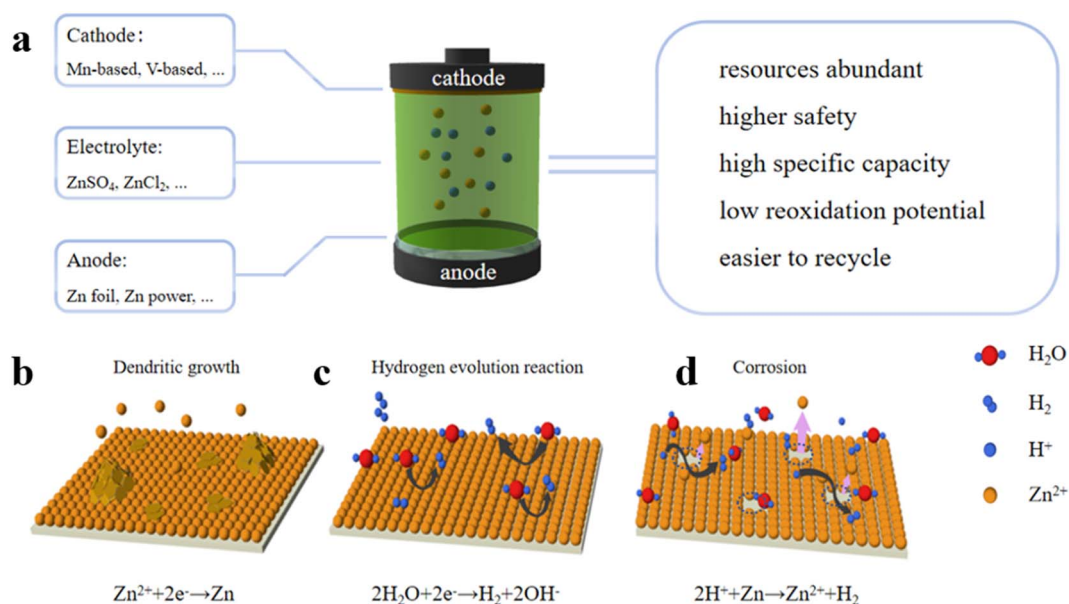 a
Cathode:
Mn-based, V-based, ...
Electrolyte:
ZnSO₄, ZnCl₂, ...
Anode:
Zn foil, Zn power, ...
cathode
anode
resources abundant
higher safety
high specific capacity
low reoxidation potential
easier to recycle
b
Dendritic growth
Zn²⁺+2e⁻→Zn
c
Hydrogen evolution reaction
2H₂O+2e⁻→H₂+2OH⁻
d
Corrosion
2H⁺+Zn→Zn²⁺+H₂
H₂O
H₂
H⁺
Zn²⁺